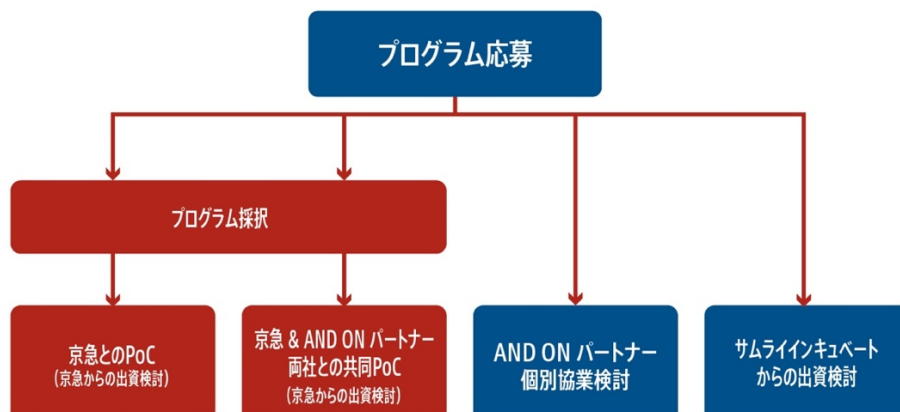 プログラム応募
プログラム採択
京急とのPoC
(京急からの出資検討)
京急 & AND ON パートナー
両社との共同PoC
(京急からの出資検討)
AND ON パートナー
個別協業検討
サムライインキュベート
からの出資検討